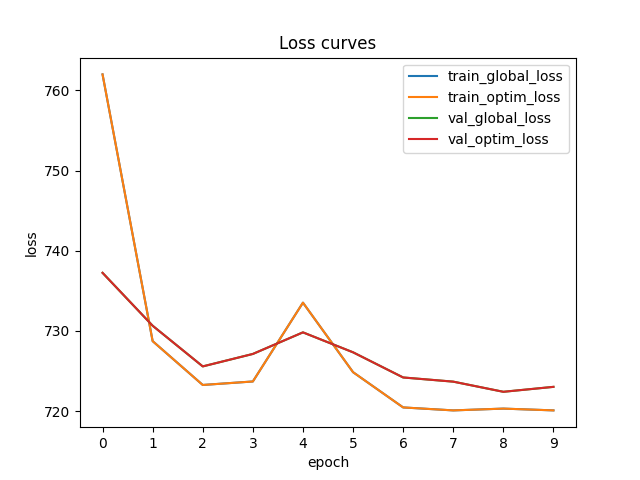 Loss curves
train_global_loss
train_optim_loss
val_global_loss
val_optim_loss
760
750
740
730
720
loss
0 1 2 3 4 5 6 7 8 9
epoch